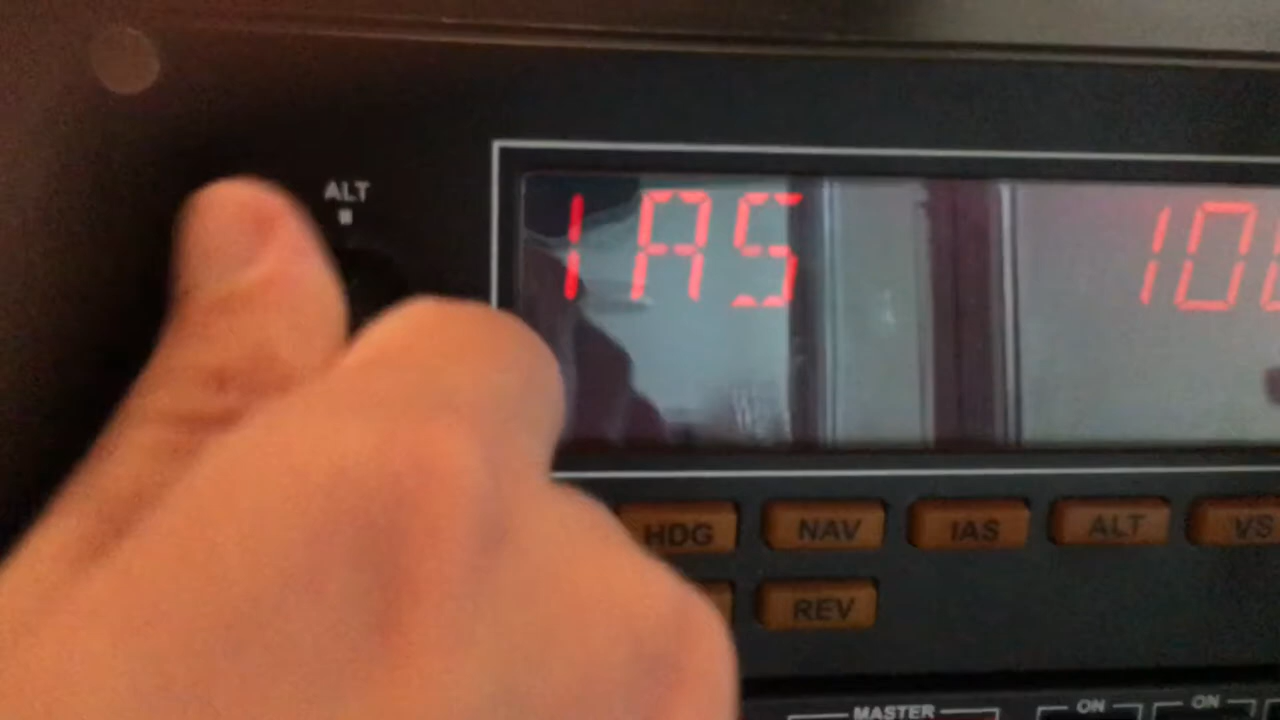 ALT
IAS 10
HDG NAV IAS ALT VS
REV
MASTER ON ON